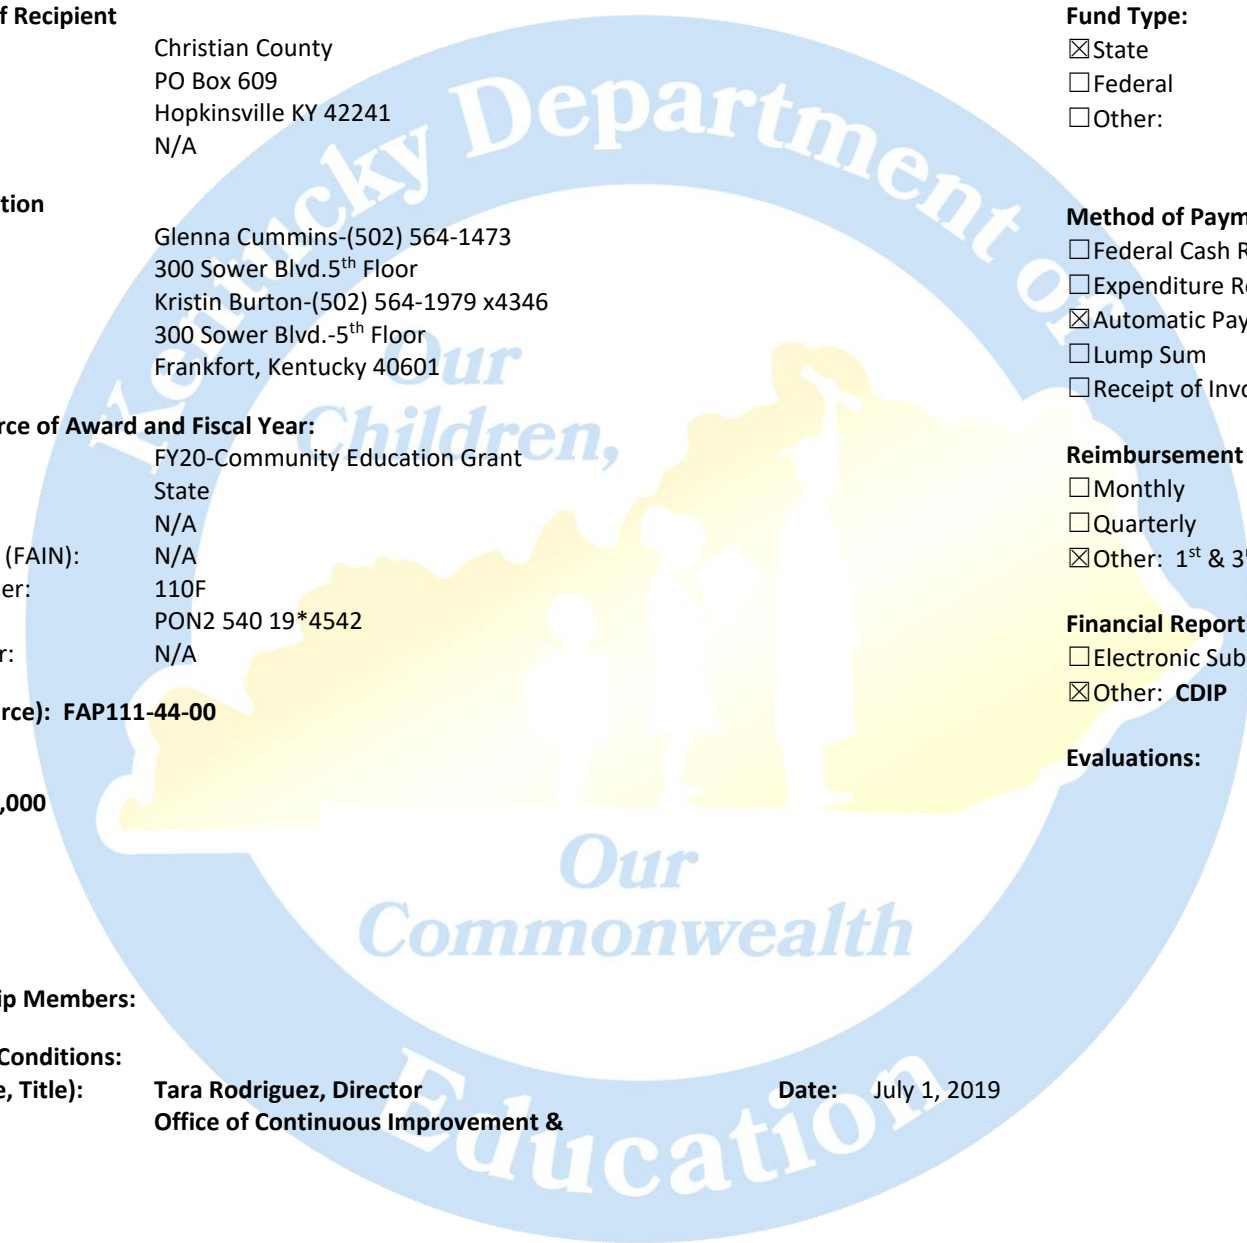 f Recipient
Christian County
PO Box 609
Hopkinsville KY 42241
N/A
tion
Glenna Cummins-(502) 564-1473
300 Sower Blvd.5th Floor
Kristin Burton-(502) 564-1979 x4346
300 Sower Blvd.-5th Floor
Frankfort, Kentucky 40601
rce of Award and Fiscal Year:
FY20-Community Education Grant
State
N/A
(FAIN): N/A
er: 110F
PON2 540 19*4542
r: N/A
rce): FAP111-44-00
,000
ip Members:
Conditions:
e, Title): Tara Rodriguez, Director Date: July 1, 2019
Office of Continuous Improvement &
Fund Type:
☒State
☐Federal
☐Other:
Method of Paym
☐Federal Cash R
☐Expenditure Re
☒Automatic Pay
☐Lump Sum
☐Receipt of Invo
Reimbursement
☐Monthly
☐Quarterly
☒Other: 1st & 3
Financial Report
☐Electronic Sub
☒Other: CDIP
Evaluations:
Kentucky Department of
Education
Our
Children,
Our
Commonwealth